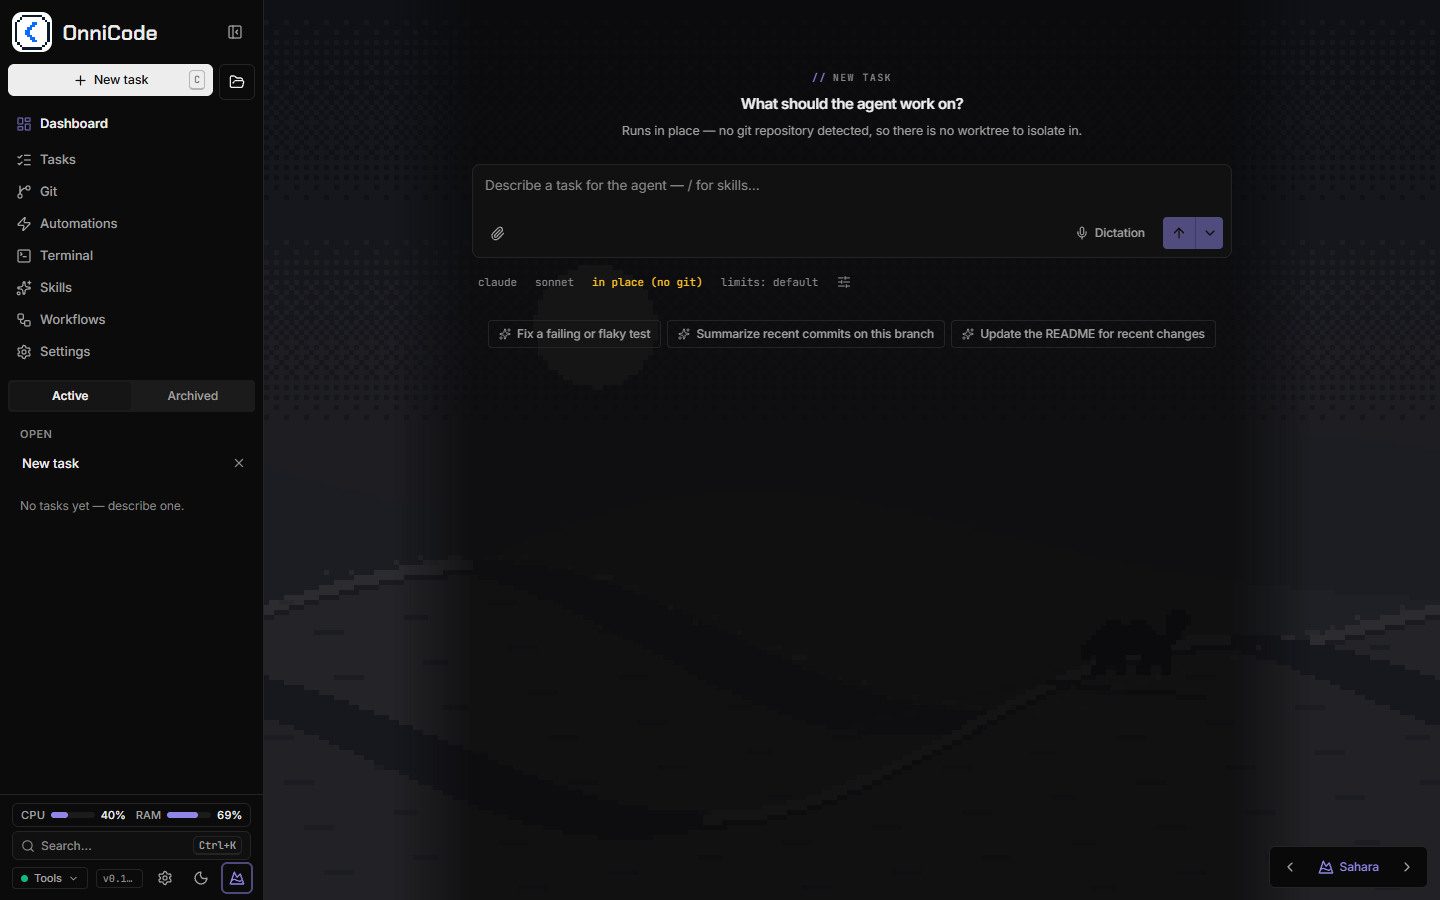 OnniCode
New task C
Dashboard
Tasks
Git
Automations
Terminal
Skills
Workflows
Settings
Active Archived
OPEN
New task
No tasks yet — describe one.
CPU 40% RAM 69%
Search... Ctrl+K
Tools v0.1…
// NEW TASK
What should the agent work on?
Runs in place — no git repository detected, so there is no worktree to isolate in.
Describe a task for the agent — / for skills...
Dictation
claude sonnet in place (no git) limits: default
Fix a failing or flaky test Summarize recent commits on this branch Update the README for recent changes
Sahara